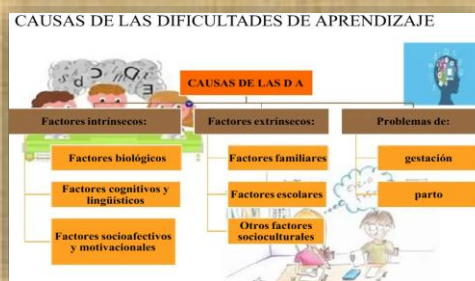 CAUSAS DE LAS DIFICULTADES DE APRENDIZAJE
CAUSAS DE LAS D A
Factores intrínsecos:
Factores biológicos
Factores cognitivos y
lingüísticos
Factores socioafectivos
y motivacionales
Factores extrínsecos:
Factores familiares
Factores escolares
Otros factores
socioculturales
Problemas de:
gestación
parto